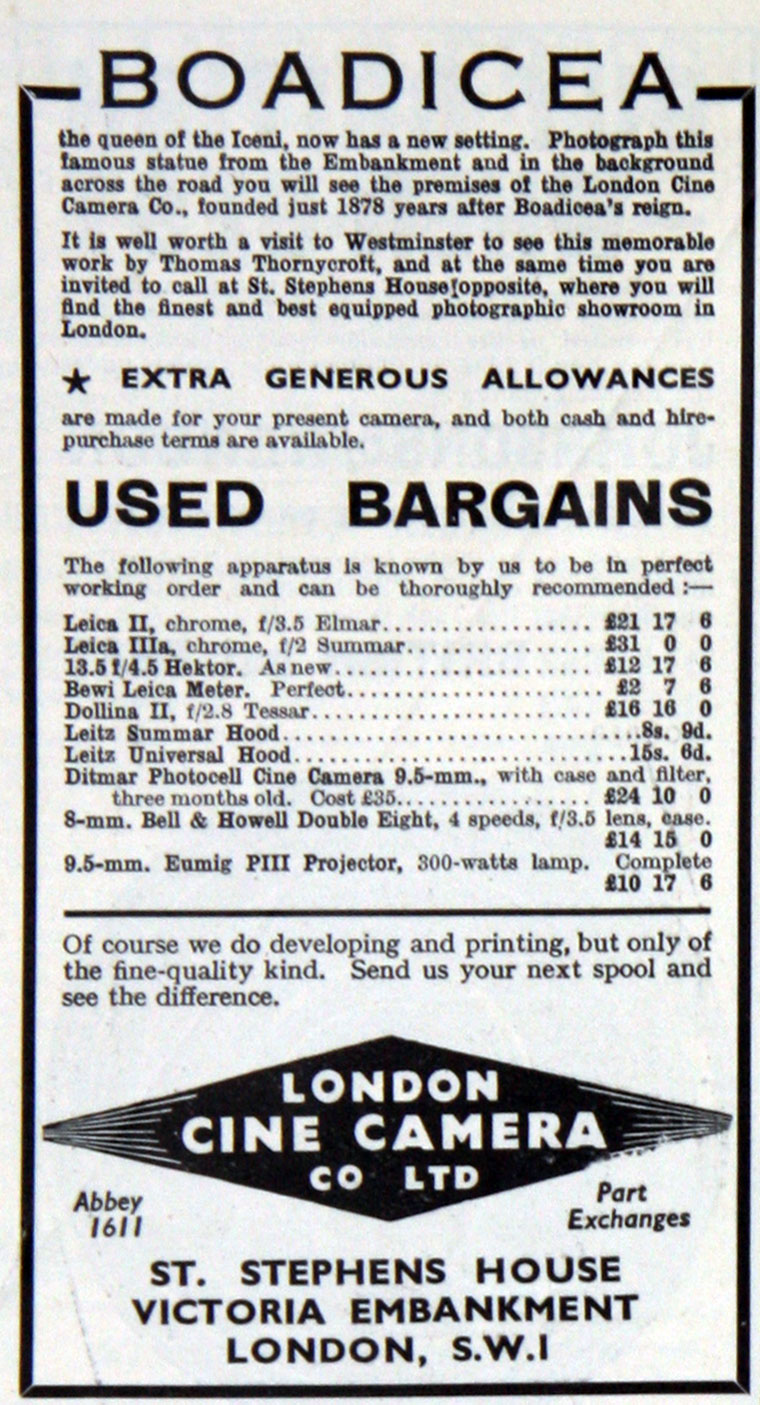 BOADICEA
the queen of the Iceni, now has a new setting. Photograph this
famous statue from the Embankment and in the background
across the road you will see the premises of the London Cine
Camera Co., founded just 1878 years after Boadicea's reign.
It is well worth a visit to Westminster to see this memorable
work by Thomas Thornycroft, and at the same time you are
invited to call at St. Stephens House[opposite, where you will
find the finest and best equipped photographic showroom in
London.
★ EXTRA GENEROUS ALLOWANCES
are made for your present camera, and both cash and hire-
purchase terms are available.
USED BARGAINS
The following apparatus is known by us to be in perfect
working order and can be thoroughly recommended :—
Leica II, chrome, f/3.5 Elmar.................. £21 17 6
Leica IIIa, chrome, f/2 Summar................ £31 0 0
13.5 f/4.5 Hektor. As new...................... £12 17 6
Bewi Leica Meter. Perfect...................... £2 7 6
Dollina II, f/2.8 Tessar........................ £16 16 0
Leitz Summar Hood..............................8s. 9d.
Leitz Universal Hood............................15s. 6d.
Ditmar Photocell Cine Camera 9.5-mm., with case and filter,
three months old. Cost £35.................. £24 10 0
8-mm. Bell & Howell Double Eight, 4 speeds, f/3.5 lens, case.
£14 15 0
9.5-mm. Eumig PIII Projector, 300-watts lamp. Complete
£10 17 6
Of course we do developing and printing, but only of
the fine-quality kind. Send us your next spool and
see the difference.
LONDON
CINE CAMERA
CO LTD
Abbey
1611
Part
Exchanges
ST. STEPHENS HOUSE
VICTORIA EMBANKMENT
LONDON, S.W.1